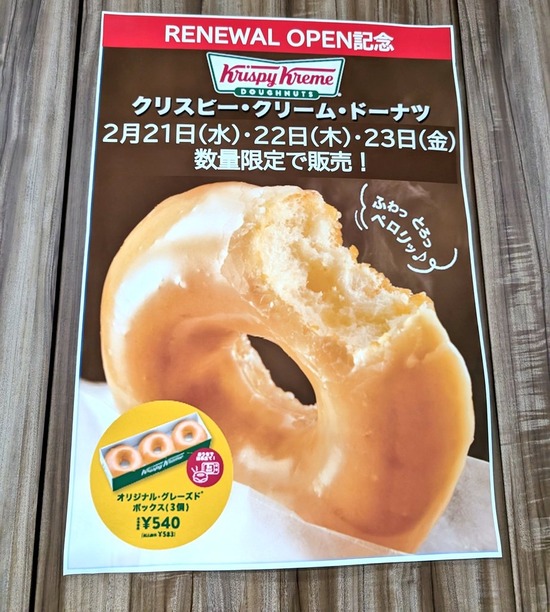 RENEWAL OPEN記念
Krispy Kreme
DOUGHNUTS
クリスピー・クリーム・ドーナツ
2月21日(水)・22日(木)・23日(金)
数量限定で販売！
ふわっ とろっ
ペロリッ♪
Krispy Kreme
オリジナル・グレーズド®
ボックス(3個)
¥540
¥583